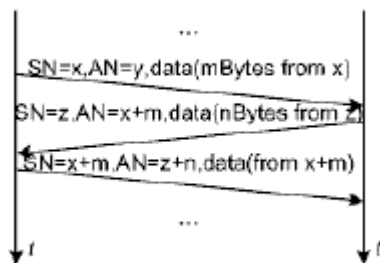 ...
SN=x,AN=y,data(mBytes from x)
SN=z,AN=x+m,data(nBytes from z)
SN=x+m,AN=z+n,data(from x+m)
...
t
t